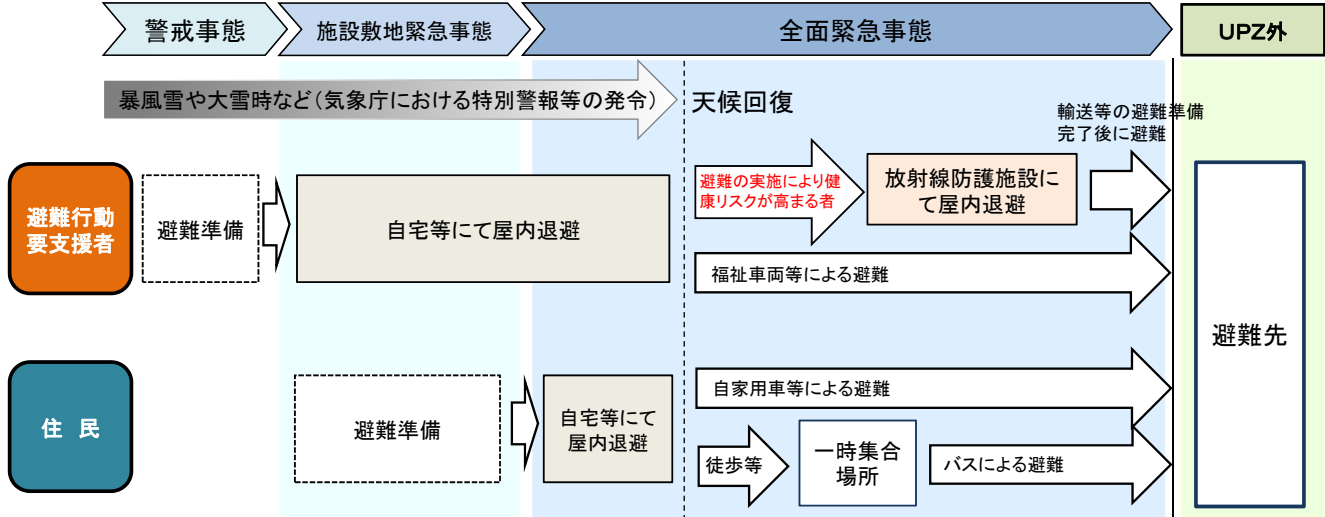 警戒事態
施設敷地緊急事態
全面緊急事態
UPZ外
暴風雪や大雪時など(気象庁における特別警報等の発令)
天候回復
輸送等の避難準備
完了後に避難
避難行動
要支援者
避難準備
自宅等にて屋内退避
避難の実施により健
康リスクが高まる者
放射線防護施設に
て屋内退避
福祉車両等による避難
避難先
住 民
避難準備
自宅等にて
屋内退避
自家用車等による避難
徒歩等
一時集合
場所
バスによる避難